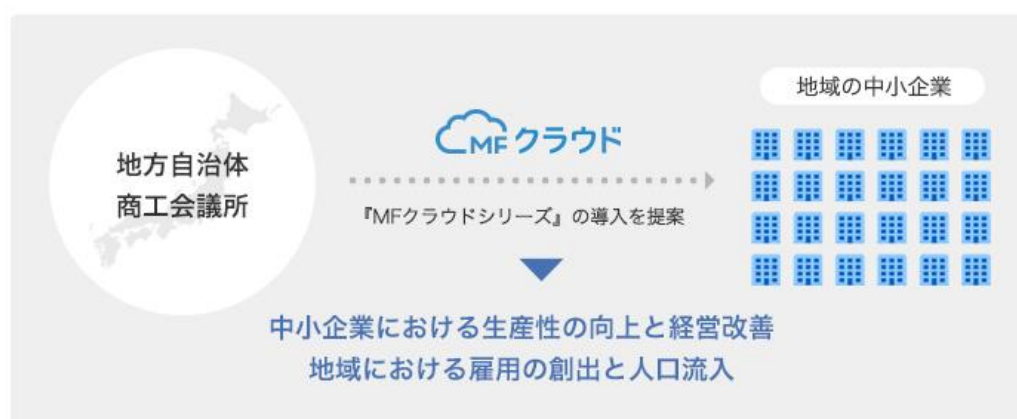 地方自治体
商工会議所
MFクラウド
『MFクラウドシリーズ』の導入を提案
地域の中小企業
中小企業における生産性の向上と経営改善
地域における雇用の創出と人口流入